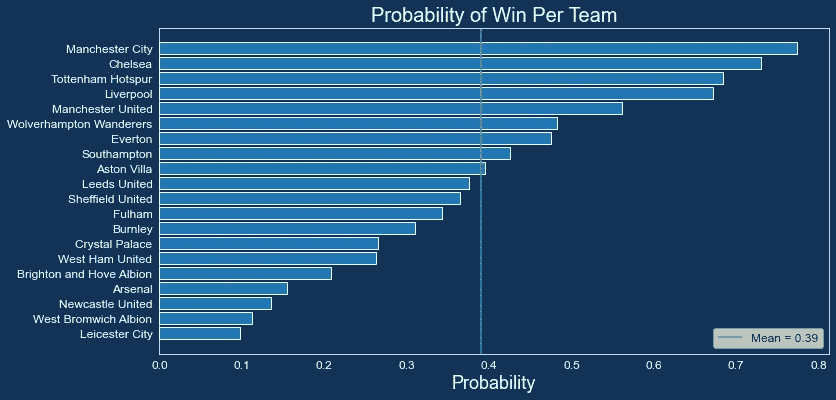 Probability of Win Per Team
Manchester City
Chelsea
Tottenham Hotspur
Liverpool
Manchester United
Wolverhampton Wanderers
Everton
Southampton
Aston Villa
Leeds United
Sheffield United
Fulham
Burnley
Crystal Palace
West Ham United
Brighton and Hove Albion
Arsenal
Newcastle United
West Bromwich Albion
Leicester City
Mean = 0.39
0.0 0.1 0.2 0.3 0.4 0.5 0.6 0.7 0.8
Probability